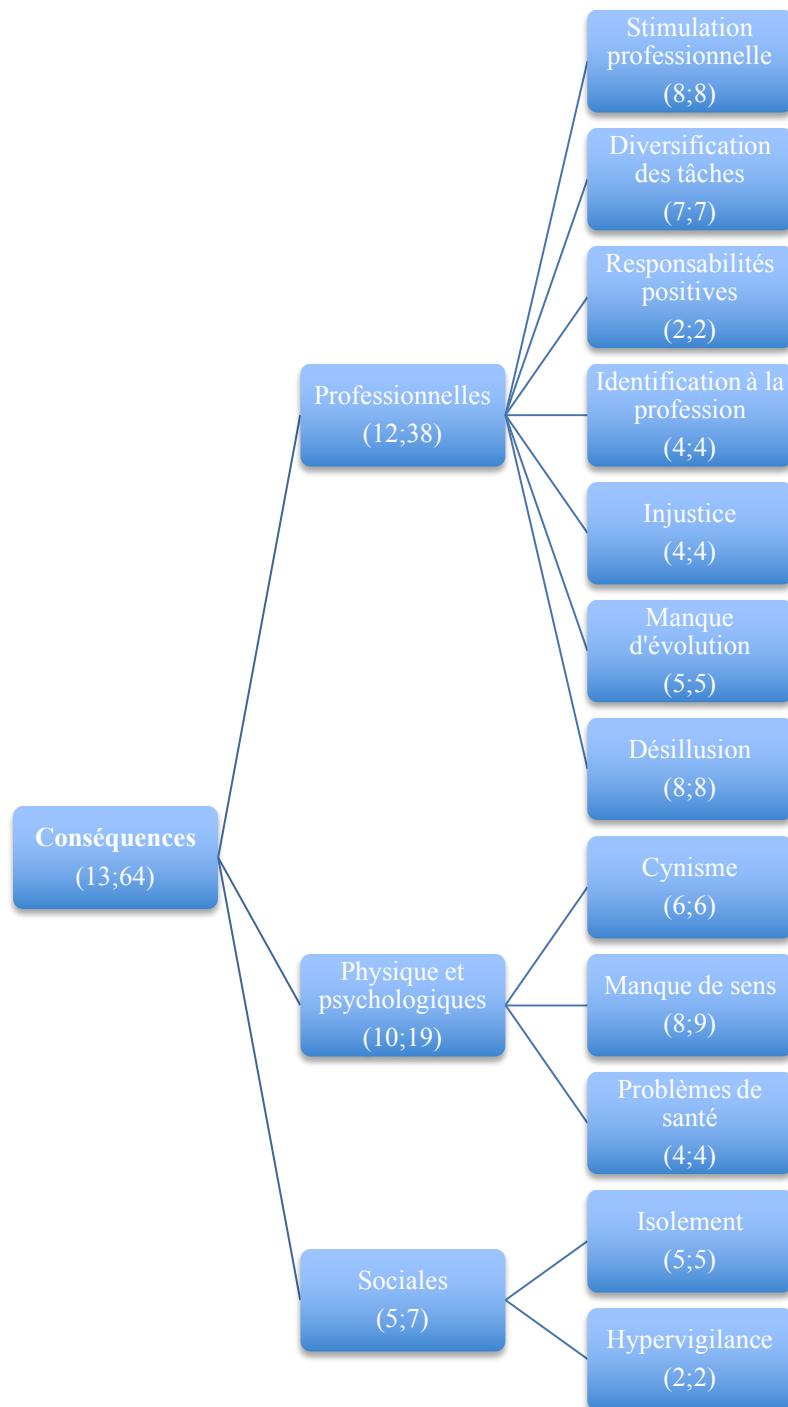 Stimulation
professionnelle
(8;8)
Diversification
des tâches
(7;7)
Responsabilités
positives
(2;2)
Professionnelles
(12;38)
Identification à la
profession
(4;4)
Injustice
(4;4)
Manque
d'évolution
(5;5)
Désillusion
(8;8)
Conséquences
(13;64)
Cynisme
(6;6)
Physique et
psychologiques
(10;19)
Manque de sens
(8;9)
Problèmes de
santé
(4;4)
Sociales
(5;7)
Isolement
(5;5)
Hypervigilance
(2;2)